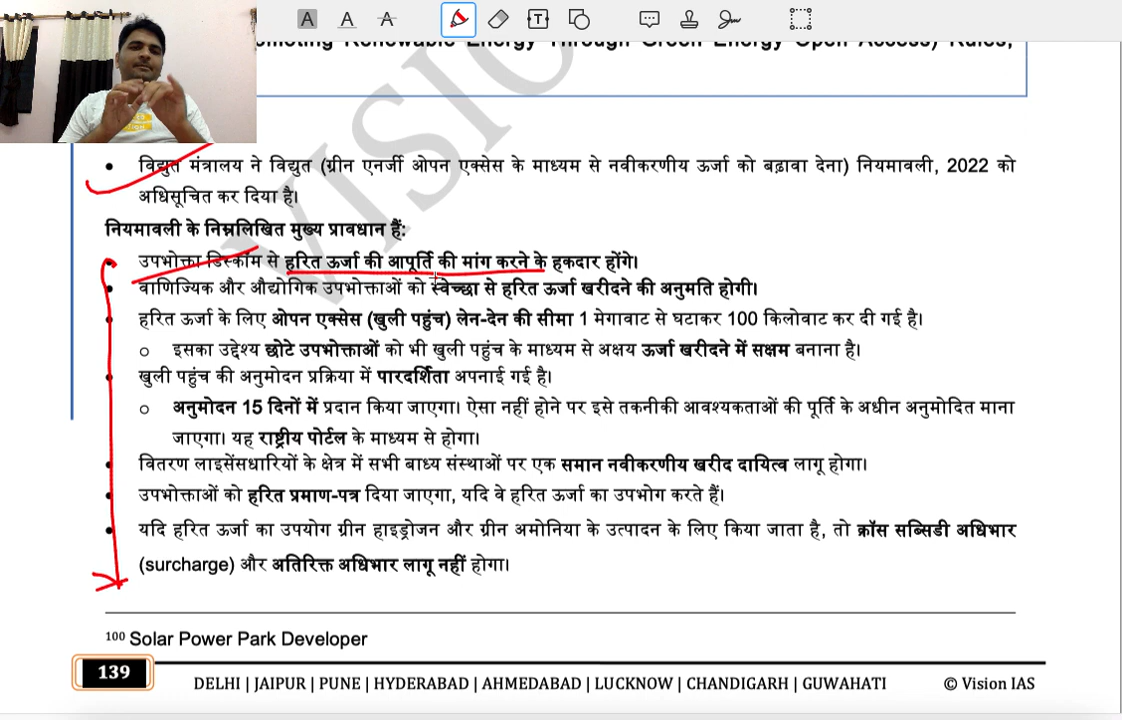 omoting Renewable Energy Through Green Energy Open Access) Rules,
• विद्युत मंत्रालय ने विद्युत (ग्रीन एनर्जी ओपन एक्सेस के माध्यम से नवीकरणीय ऊर्जा को बढ़ावा देना) नियमावली, 2022 को
अधिसूचित कर दिया है।
नियमावली के निम्नलिखित मुख्य प्रावधान हैं:
• उपभोक्ता डिस्कॉम से हरित ऊर्जा की आपूर्ति की मांग करने के हकदार होंगे।
• वाणिज्यिक और औद्योगिक उपभोक्ताओं को स्वेच्छा से हरित ऊर्जा खरीदने की अनुमति होगी।
• हरित ऊर्जा के लिए ओपन एक्सेस (खुली पहुंच) लेन-देन की सीमा 1 मेगावाट से घटाकर 100 किलोवाट कर दी गई है।
o इसका उद्देश्य छोटे उपभोक्ताओं को भी खुली पहुंच के माध्यम से अक्षय ऊर्जा खरीदने में सक्षम बनाना है।
• खुली पहुंच की अनुमोदन प्रक्रिया में पारदर्शिता अपनाई गई है।
o अनुमोदन 15 दिनों में प्रदान किया जाएगा। ऐसा नहीं होने पर इसे तकनीकी आवश्यकताओं की पूर्ति के अधीन अनुमोदित माना
जाएगा। यह राष्ट्रीय पोर्टल के माध्यम से होगा।
• वितरण लाइसेंसधारियों के क्षेत्र में सभी बाध्य संस्थाओं पर एक समान नवीकरणीय खरीद दायित्व लागू होगा।
• उपभोक्ताओं को हरित प्रमाण-पत्र दिया जाएगा, यदि वे हरित ऊर्जा का उपभोग करते हैं।
• यदि हरित ऊर्जा का उपयोग ग्रीन हाइड्रोजन और ग्रीन अमोनिया के उत्पादन के लिए किया जाता है, तो क्रॉस सब्सिडी अधिभार
(surcharge) और अतिरिक्त अधिभार लागू नहीं होगा।
100 Solar Power Park Developer
139
DELHI | JAIPUR | PUNE | HYDERABAD | AHMEDABAD | LUCKNOW | CHANDIGARH | GUWAHATI © Vision IAS
VISIO